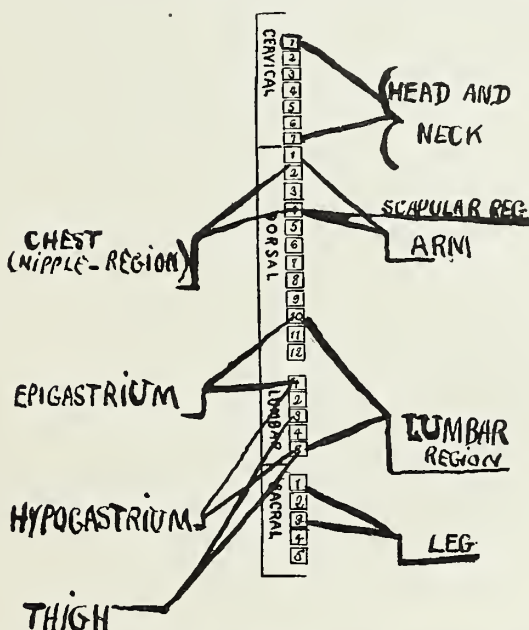 CERVICAL
1
2
3
4
5
6
7
HEAD AND
NECK
DORSAL
1
2
3
4
5
6
7
8
9
10
11
12
SCAPULAR REG.
ARM
CHEST
(NIPPLE-REGION)
LUMBAR
1
2
3
4
5
EPIGASTRIUM
LUMBAR
REGION
SACRAL
1
2
3
4
5
HYPOGASTRIUM
LEG
THIGH